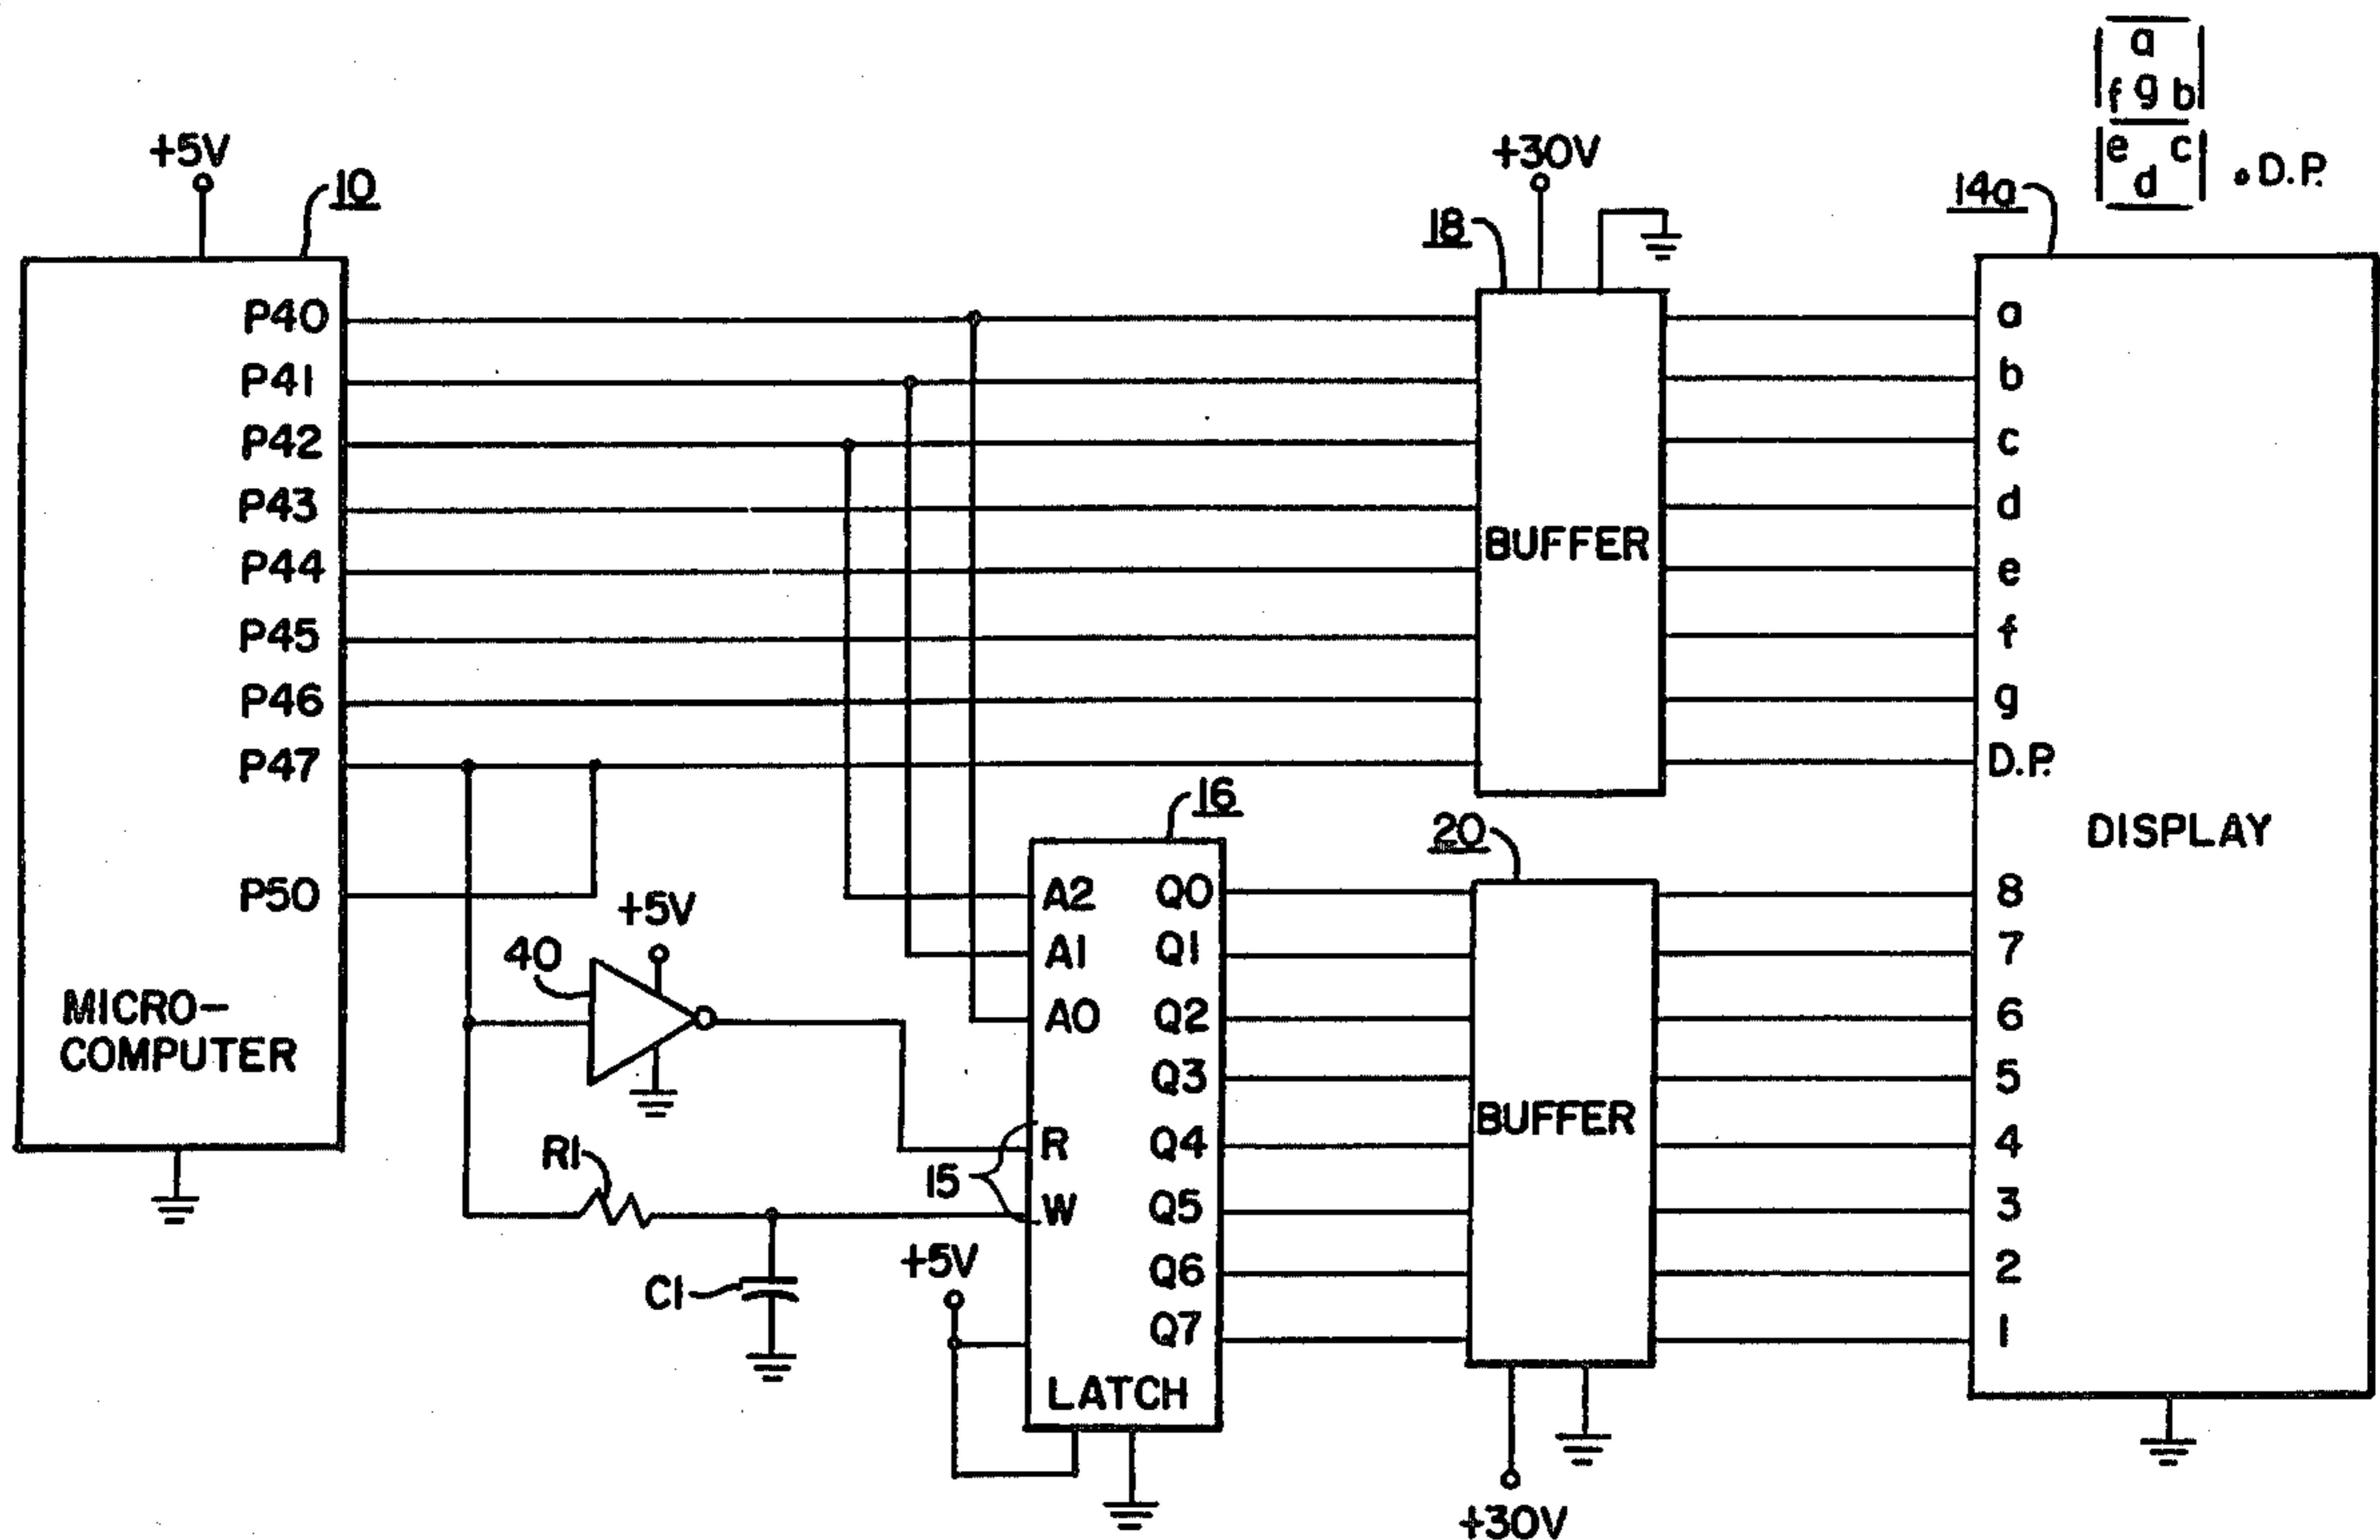 a
f g b
e c
d
D.P.
+5V
10
+30V
18
14a
P40
P41
P42
P43
P44
P45
P46
P47
P50
BUFFER
a
b
c
d
e
f
g
D.P.
DISPLAY
8
7
6
5
4
3
2
1
MICRO-
COMPUTER
40
+5V
R1
C1
15
16
A2
A1
A0
R
W
+5V
LATCH
Q0
Q1
Q2
Q3
Q4
Q5
Q6
Q7
20
BUFFER
+30V